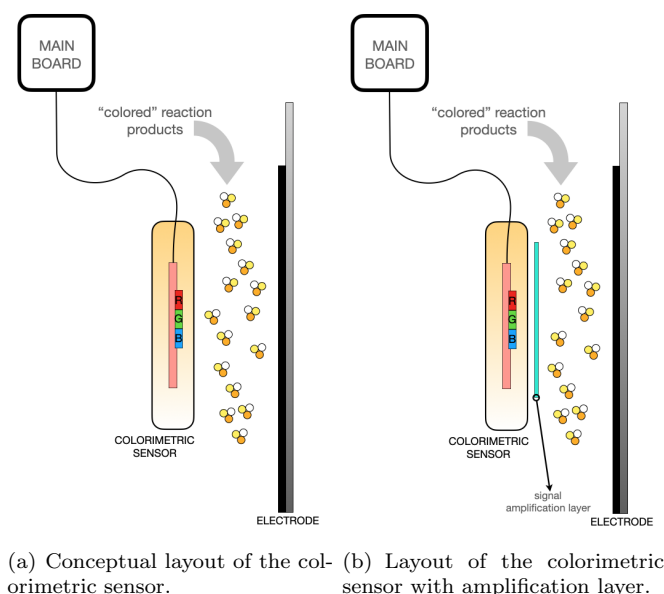 MAIN
BOARD
“colored” reaction
products
R
G
B
COLORIMETRIC
SENSOR
ELECTRODE
(a) Conceptual layout of the col-
orimetric sensor.
MAIN
BOARD
“colored” reaction
products
R
G
B
COLORIMETRIC
SENSOR
signal
amplification layer
ELECTRODE
(b) Layout of the colorimetric
sensor with amplification layer.